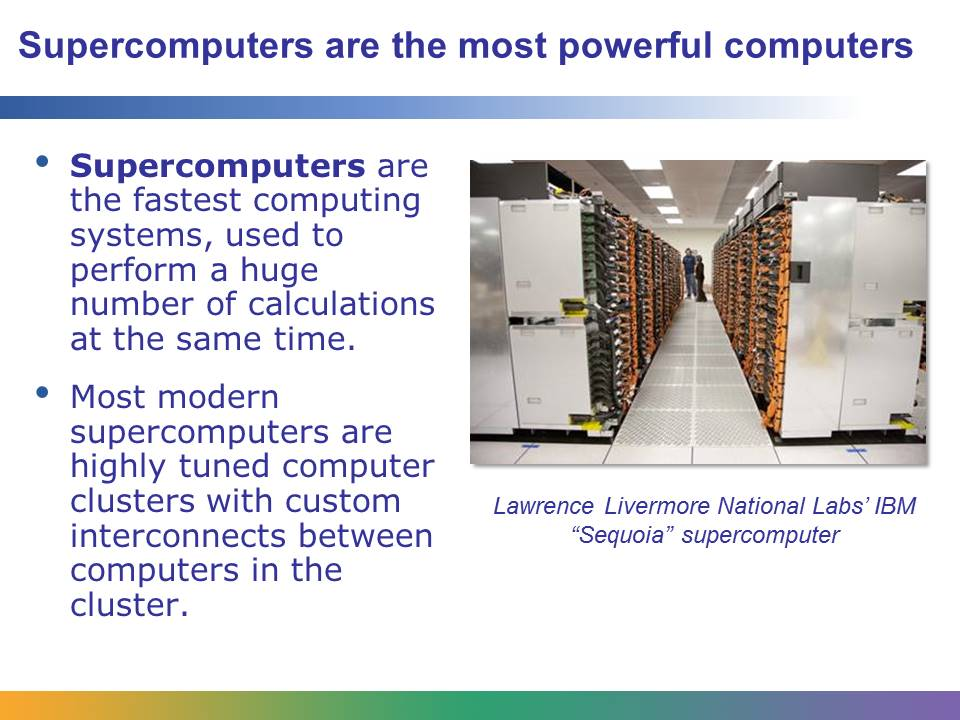 Supercomputers are the most powerful computers
• Supercomputers are
the fastest computing
systems, used to
perform a huge
number of calculations
at the same time.
• Most modern
supercomputers are
highly tuned computer
clusters with custom
interconnects between
computers in the
cluster.
Lawrence Livermore National Labs’ IBM
“Sequoia” supercomputer